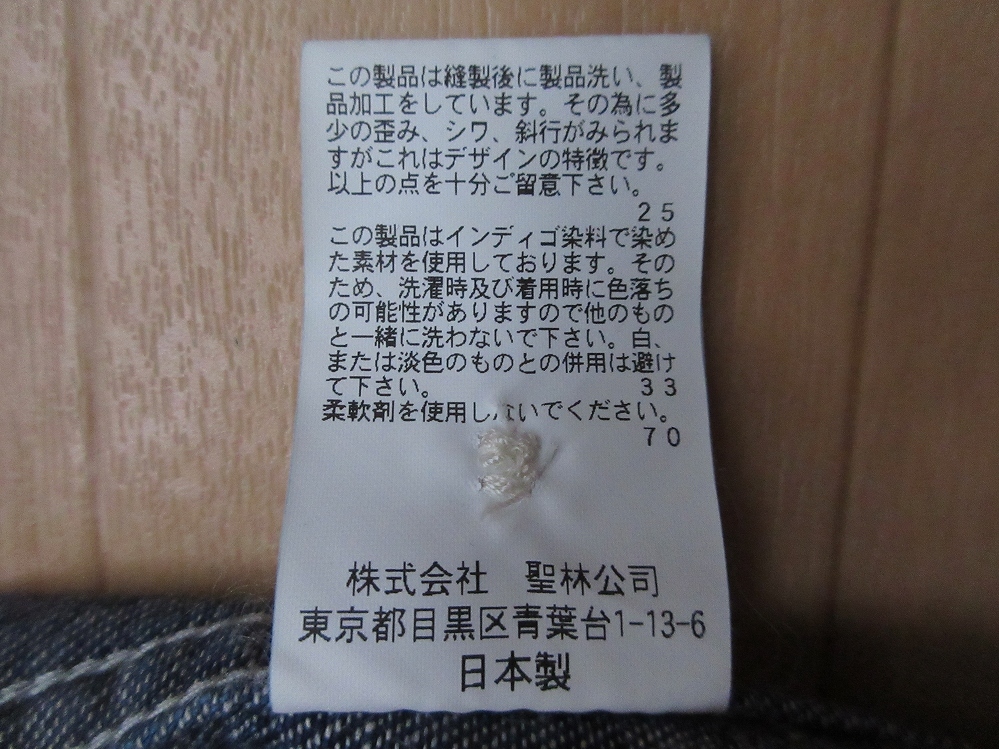 この製品は縫製後に製品洗い、製
品加工をしています。その為に多
少の歪み、シワ、斜行がみられま
すがこれはデザインの特徴です。
以上の点を十分ご留意下さい。
25
この製品はインディゴ染料で染め
た素材を使用しております。その
ため、洗濯時及び着用時に色落ち
の可能性がありますので他のもの
と一緒に洗わないで下さい。白、
または淡色のものとの併用は避け
て下さい。 33
柔軟剤を使用しないでください。
70
株式会社 聖林公司
東京都目黒区青葉台1-13-6
日本製